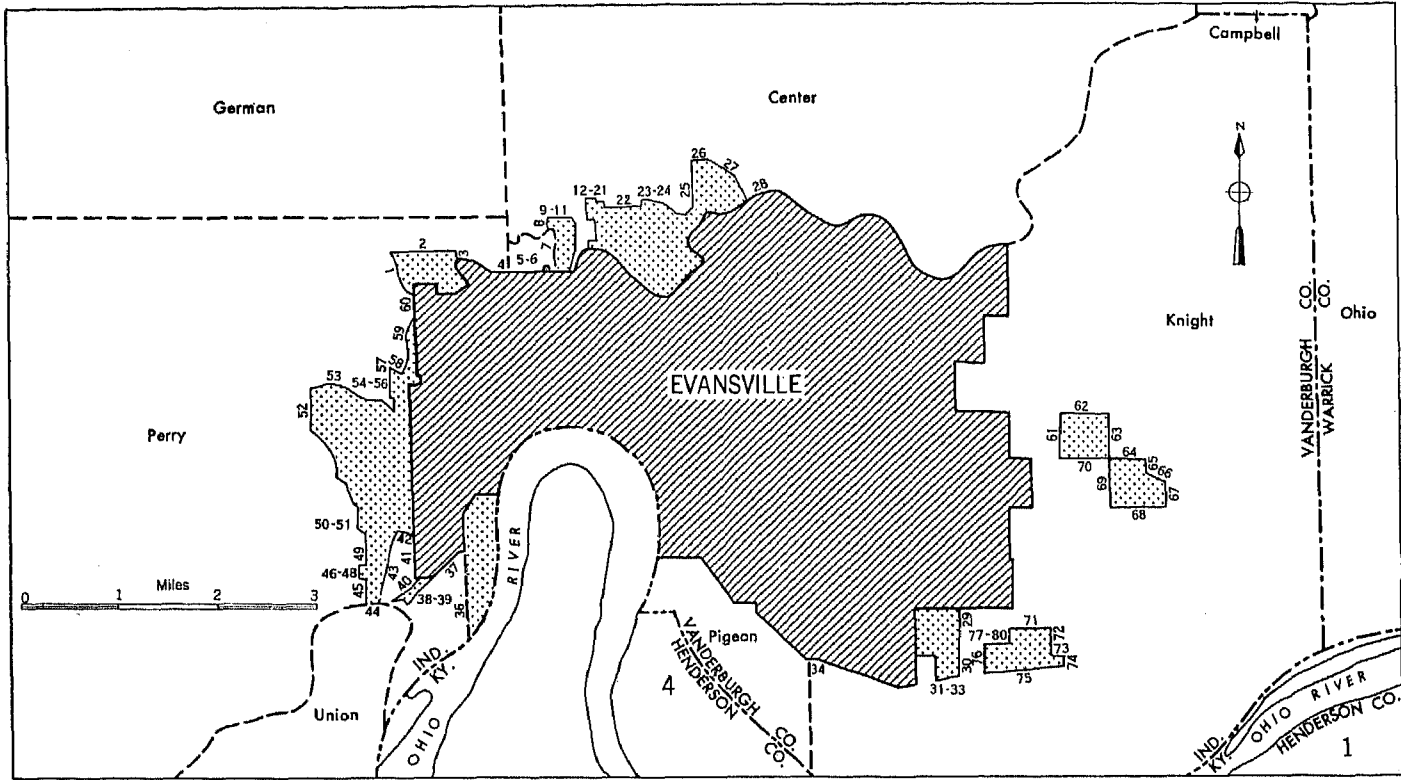 Campbell
German
Center
26
27
12-21
23-24
25
28
22
9-11
8
2
3
7
1
4
5-6
N
60
59
57
58
53
54-56
52
EVANSVILLE
Knight
VANDERBURGH CO.
WARRICK CO.
Ohio
Perry
62
61
63
64
70
65
66
69
67
68
50-51
42
49
41
46-48
43
37
45
40
38-39
44
36
Miles
0 1 2 3
RIVER
OHIO
IND.
KY.
Union
Pigeon
VANDERBURGH CO.
HENDERSON CO.
4
34
29
30
31-33
71
77-80
72
76
73
74
75
OHIO RIVER
IND.
KY.
HENDERSON CO.
1